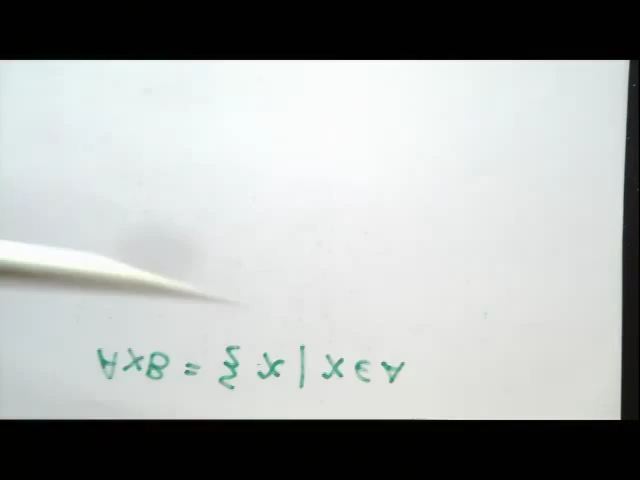 A×B = { x | x ∈ A